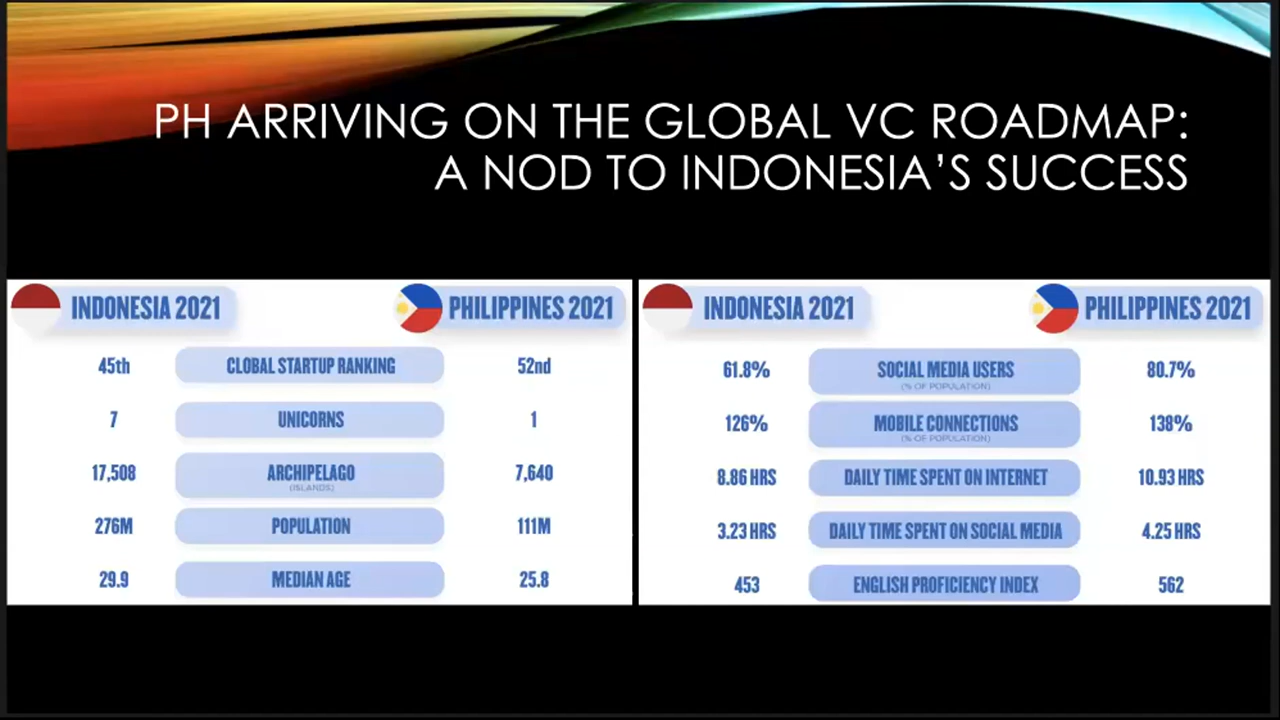 PH ARRIVING ON THE GLOBAL VC ROADMAP:
A NOD TO INDONESIA’S SUCCESS
INDONESIA 2021 PHILIPPINES 2021
45th GLOBAL STARTUP RANKING 52nd
7 UNICORNS 1
17,508 ARCHIPELAGO 7,640
(ISLANDS)
276M POPULATION 111M
29.9 MEDIAN AGE 25.8
INDONESIA 2021 PHILIPPINES 2021
61.8% SOCIAL MEDIA USERS 80.7%
(% OF POPULATION)
126% MOBILE CONNECTIONS 138%
(% OF POPULATION)
8.86 HRS DAILY TIME SPENT ON INTERNET 10.93 HRS
3.23 HRS DAILY TIME SPENT ON SOCIAL MEDIA 4.25 HRS
453 ENGLISH PROFICIENCY INDEX 562